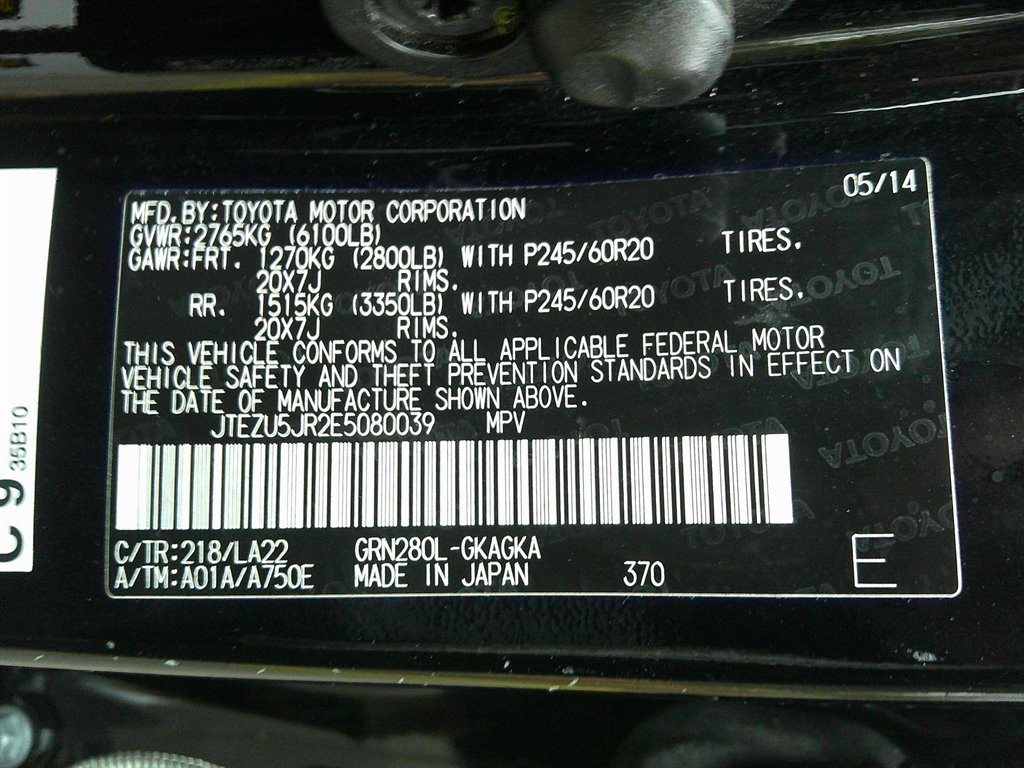 05/14
MFD.BY:TOYOTA MOTOR CORPORATION
GVWR:2765KG (6100LB)
GAWR:FRT. 1270KG (2800LB) WITH P245/60R20 TIRES.
20X7J RIMS.
RR. 1515KG (3350LB) WITH P245/60R20 TIRES.
20X7J RIMS.
THIS VEHICLE CONFORMS TO ALL APPLICABLE FEDERAL MOTOR
VEHICLE SAFETY AND THEFT PREVENTION STANDARDS IN EFFECT ON
THE DATE OF MANUFACTURE SHOWN ABOVE.
JTEZU5JR2E5080039 MPV
C/TR:218/LA22 GRN280L-GKAGKA
A/TM:A01A/A750E MADE IN JAPAN 370 E
C 9
35B10
TOYOTA